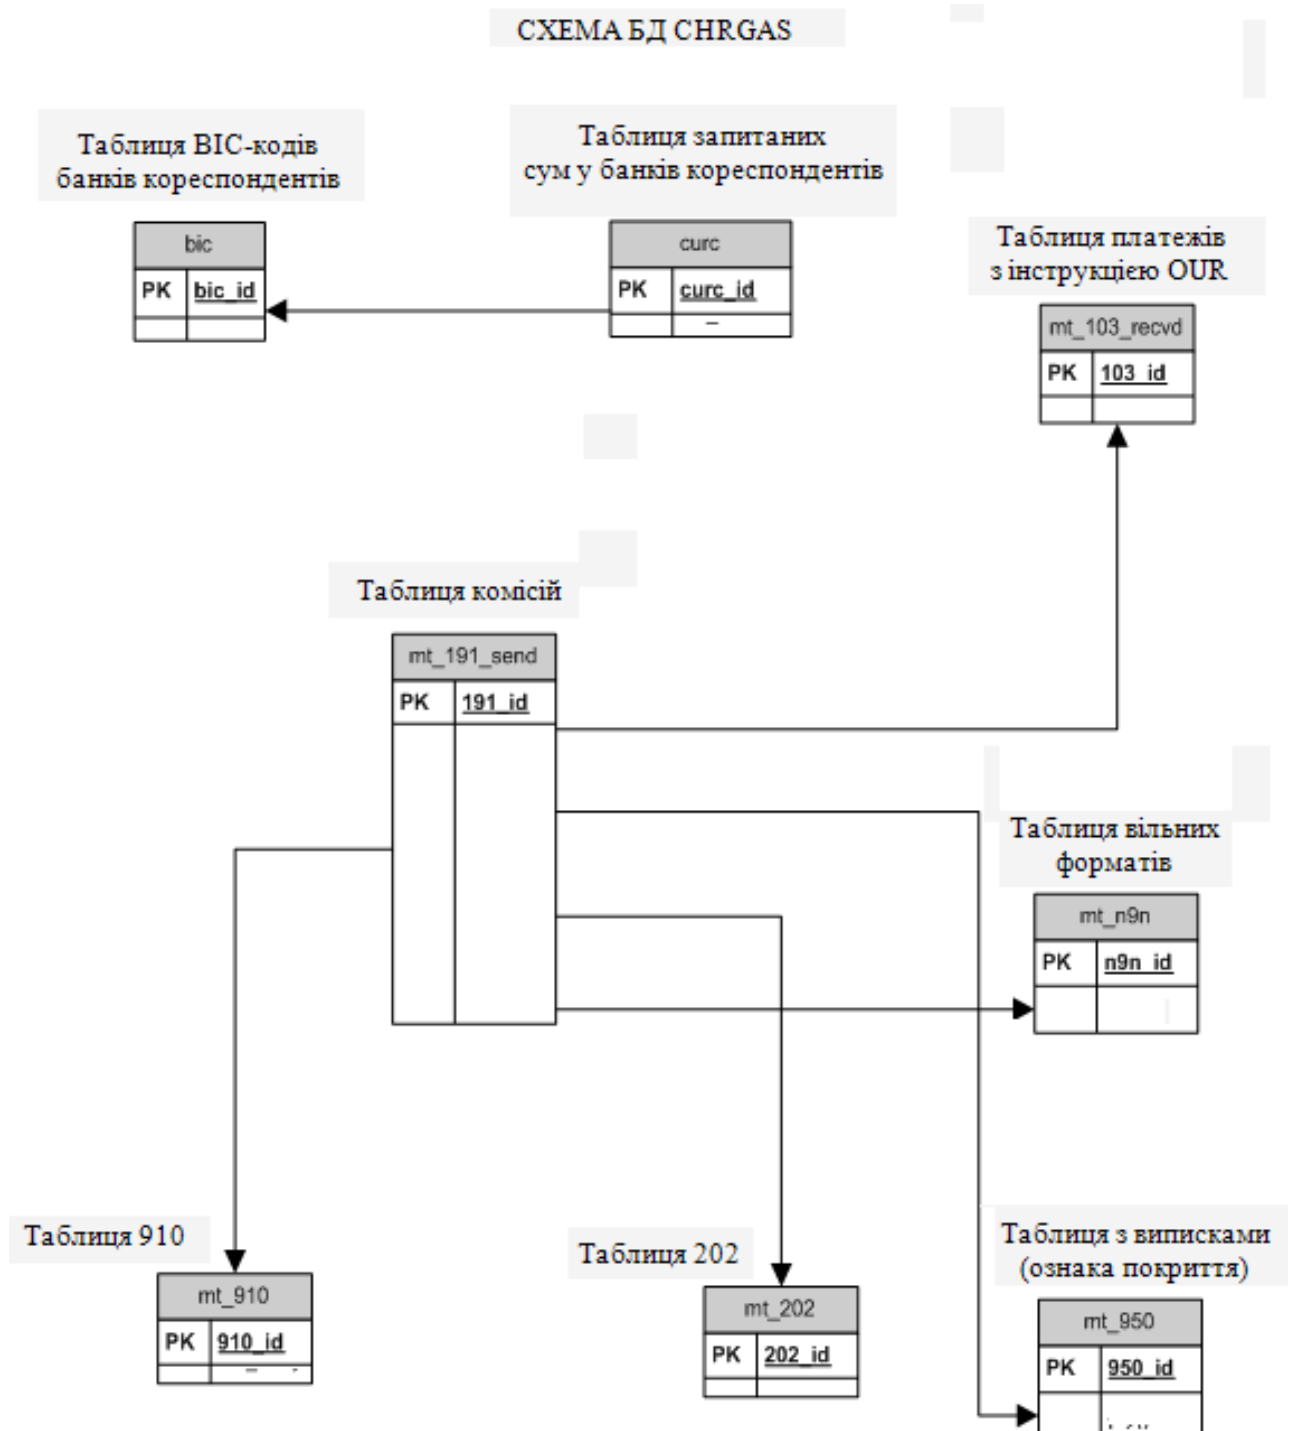 СХЕМА БД CHRGAS
Таблиця BIC-кодів
банків кореспондентів
bic
PK bic_id
Таблиця запитаних
сум у банків кореспондентів
curc
PK curc_id
Таблиця платежів
з інструкцією OUR
mt_103_recvd
PK 103_id
Таблиця комісій
mt_191_send
PK 191_id
Таблиця вільних
форматів
mt_n9n
PK n9n_id
Таблиця 910
mt_910
PK 910_id
Таблиця 202
mt_202
PK 202_id
Таблиця з виписками
(ознака покриття)
mt_950
PK 950_id